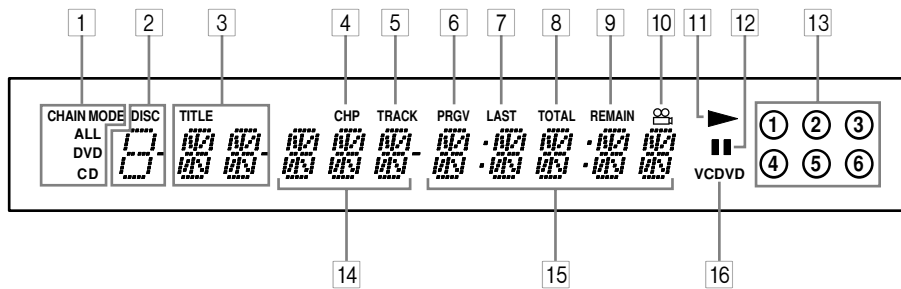 1 2 3 4 5 6 7 8 9 10 11 12 13
CHAIN MODE DISC TITLE CHP TRACK PRGV LAST TOTAL REMAIN
ALL
DVD
CD
1 2 3
4 5 6
VCDVD
14 15 16